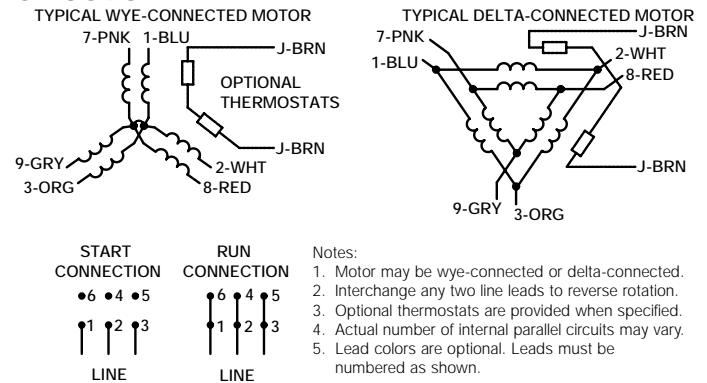 TYPICAL WYE-CONNECTED MOTOR
7-PNK 1-BLU
J-BRN
OPTIONAL
THERMOSTATS
J-BRN
9-GRY
2-WHT
3-ORG
8-RED
TYPICAL DELTA-CONNECTED MOTOR
7-PNK
J-BRN
1-BLU
2-WHT
8-RED
J-BRN
9-GRY
3-ORG
START
CONNECTION
6 4 5
1 2 3
LINE
RUN
CONNECTION
6 4 5
1 2 3
LINE
Notes:
1. Motor may be wye-connected or delta-connected.
2. Interchange any two line leads to reverse rotation.
3. Optional thermostats are provided when specified.
4. Actual number of internal parallel circuits may vary.
5. Lead colors are optional. Leads must be
numbered as shown.